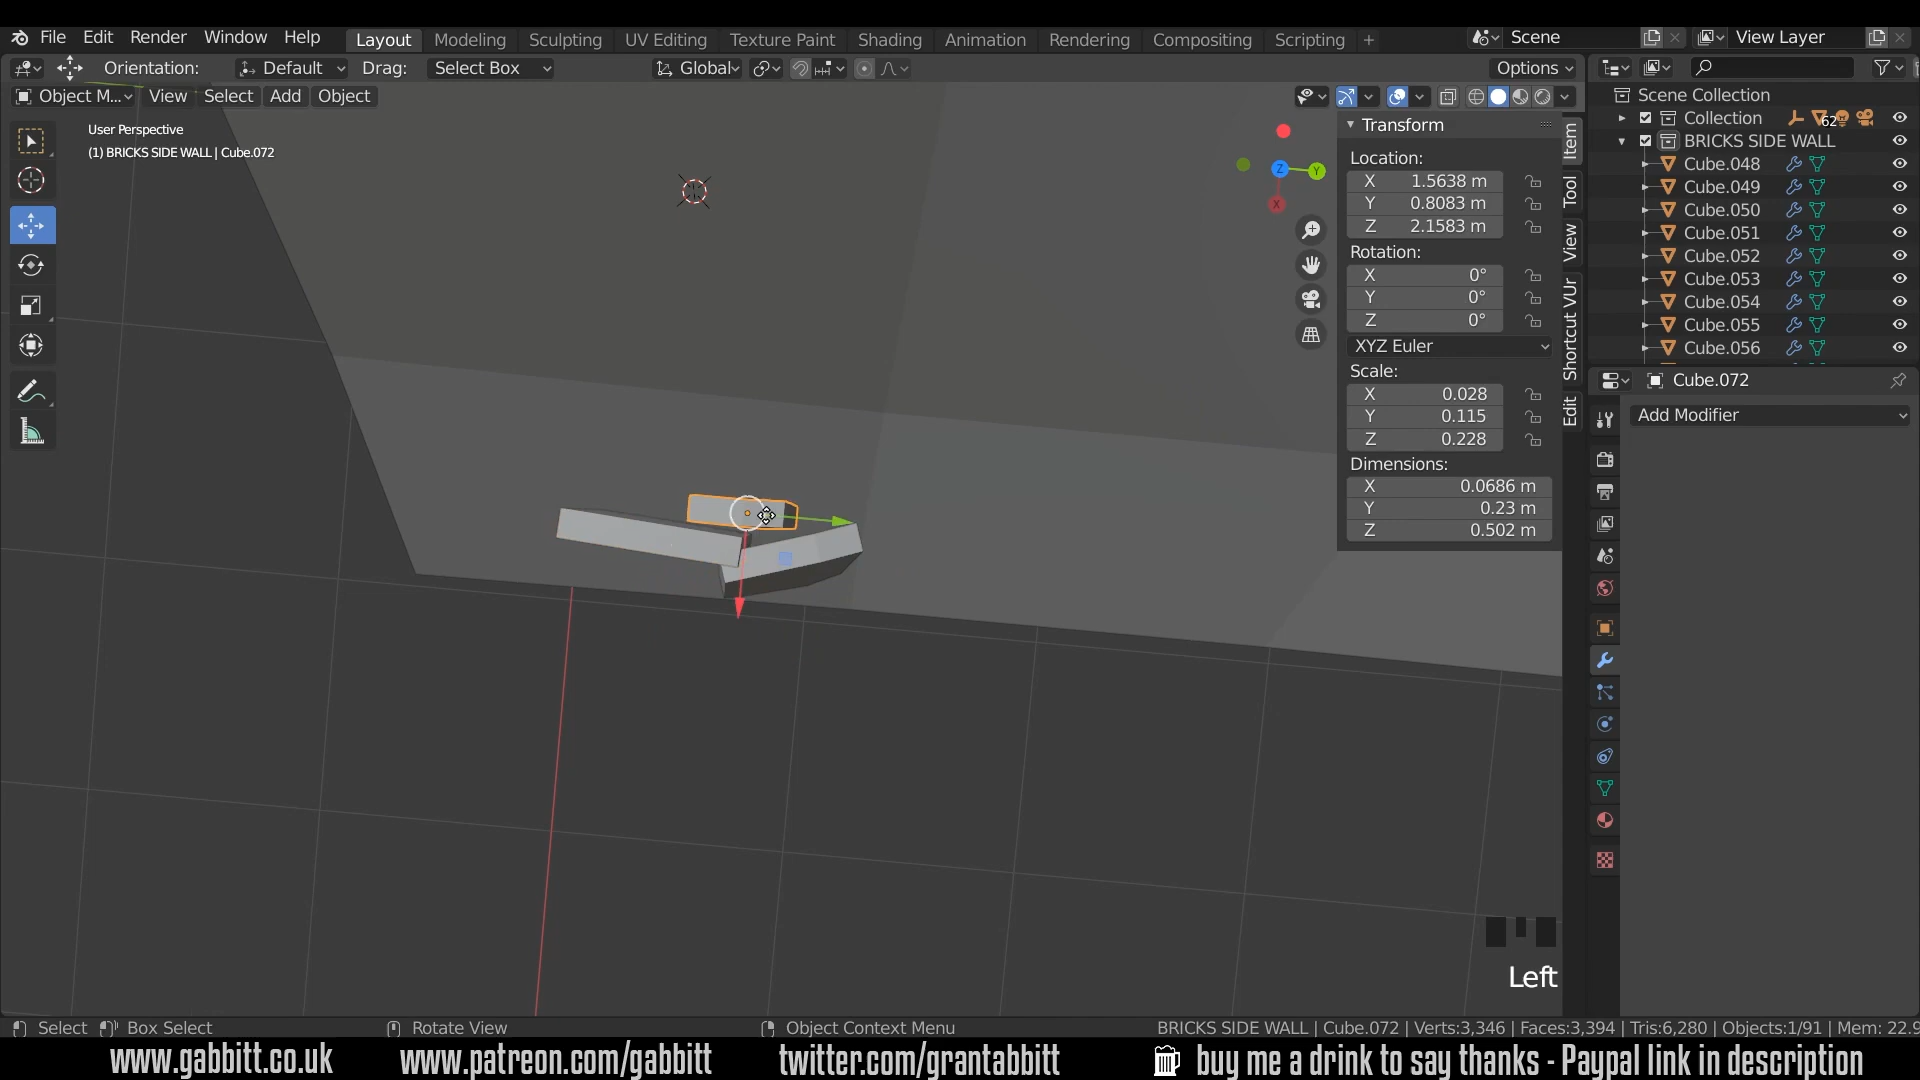 File Edit Render Window Help Layout Modeling Sculpting UV Editing Texture Paint Shading Animation Rendering Compositing Scripting + Scene View Layer
Orientation: Default Drag: Select Box Global Options
Object M... View Select Add Object
User Perspective
(1) BRICKS SIDE WALL | Cube.072
Z
Y
X
Transform
Location:
X 1.5638 m
Y 0.8083 m
Z 2.1583 m
Rotation:
X 0°
Y 0°
Z 0°
XYZ Euler
Scale:
X 0.028
Y 0.115
Z 0.228
Dimensions:
X 0.0686 m
Y 0.23 m
Z 0.502 m
Item
Tool
View
Shortcut VUr
Edit
Scene Collection
Collection 62
BRICKS SIDE WALL
Cube.048
Cube.049
Cube.050
Cube.051
Cube.052
Cube.053
Cube.054
Cube.055
Cube.056
Cube.072
Add Modifier
Left
Select Box Select Rotate View Object Context Menu BRICKS SIDE WALL | Cube.072 | Verts:3,346 | Faces:3,394 | Tris:6,280 | Objects:1/91 | Mem: 22.9
www.gabbitt.co.uk www.patreon.com/gabbitt twitter.com/grantabbitt buy me a drink to say thanks - Paypal link in description